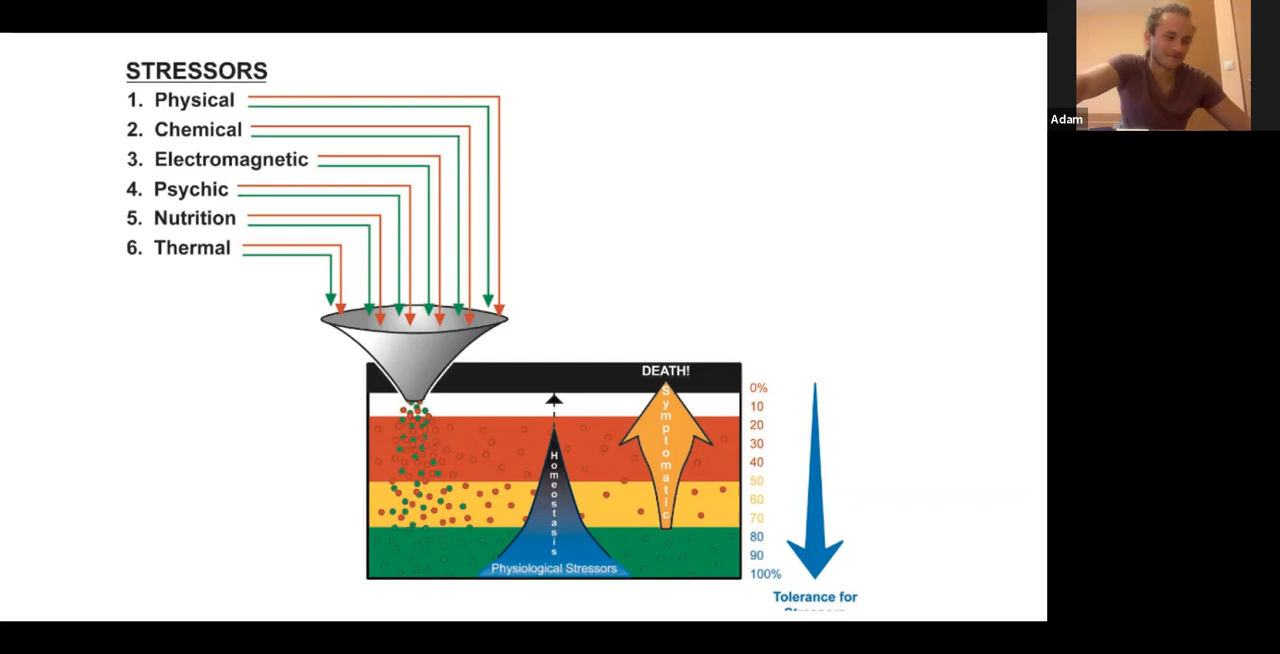 STRESSORS
1. Physical
2. Chemical
3. Electromagnetic
4. Psychic
5. Nutrition
6. Thermal
Adam
DEATH!
Symptomatic
Homeostasis
Physiological Stressors
0%
10
20
30
40
50
60
70
80
90
100%
Tolerance for